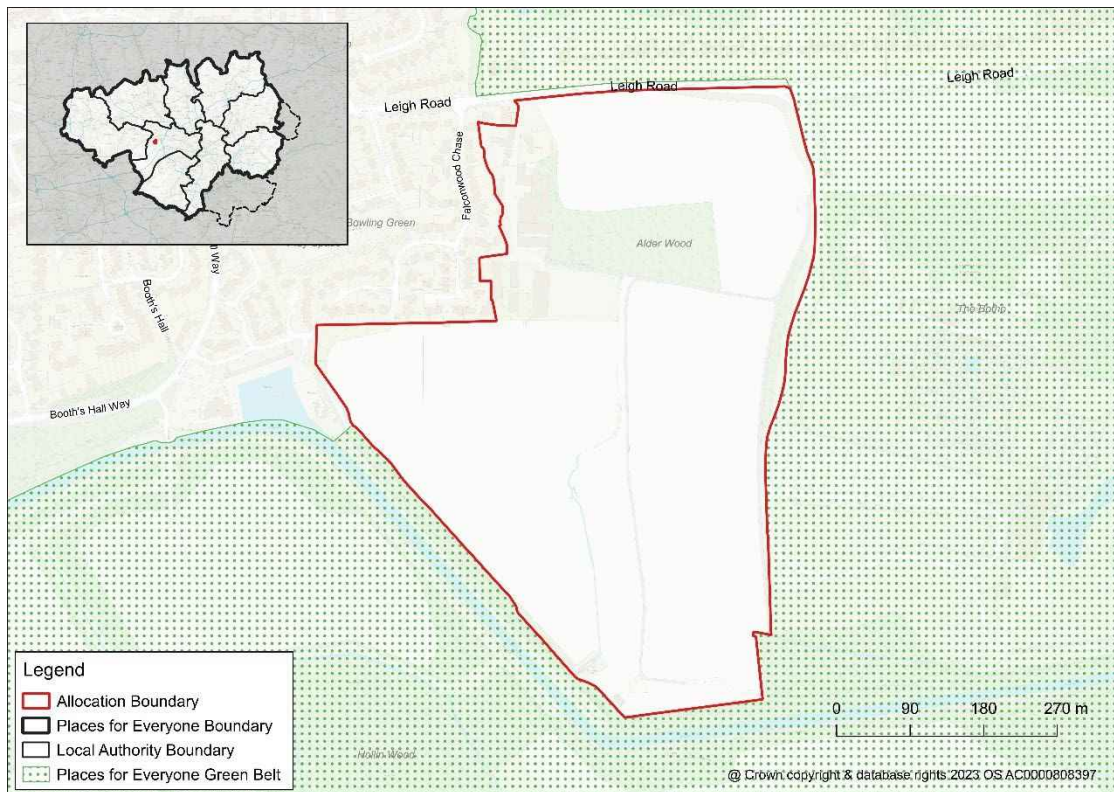 Leigh Road
Leigh Road
Leigh Road
Falconwood Chase
Bowling Green
Alder Wood
Booth's Hall
Booth's Hall Way
Legend
Allocation Boundary
Places for Everyone Boundary
Local Authority Boundary
Places for Everyone Green Belt
Hollin Wood
0 90 180 270 m
@ Crown copyright & database rights 2023 OS AC0000808397